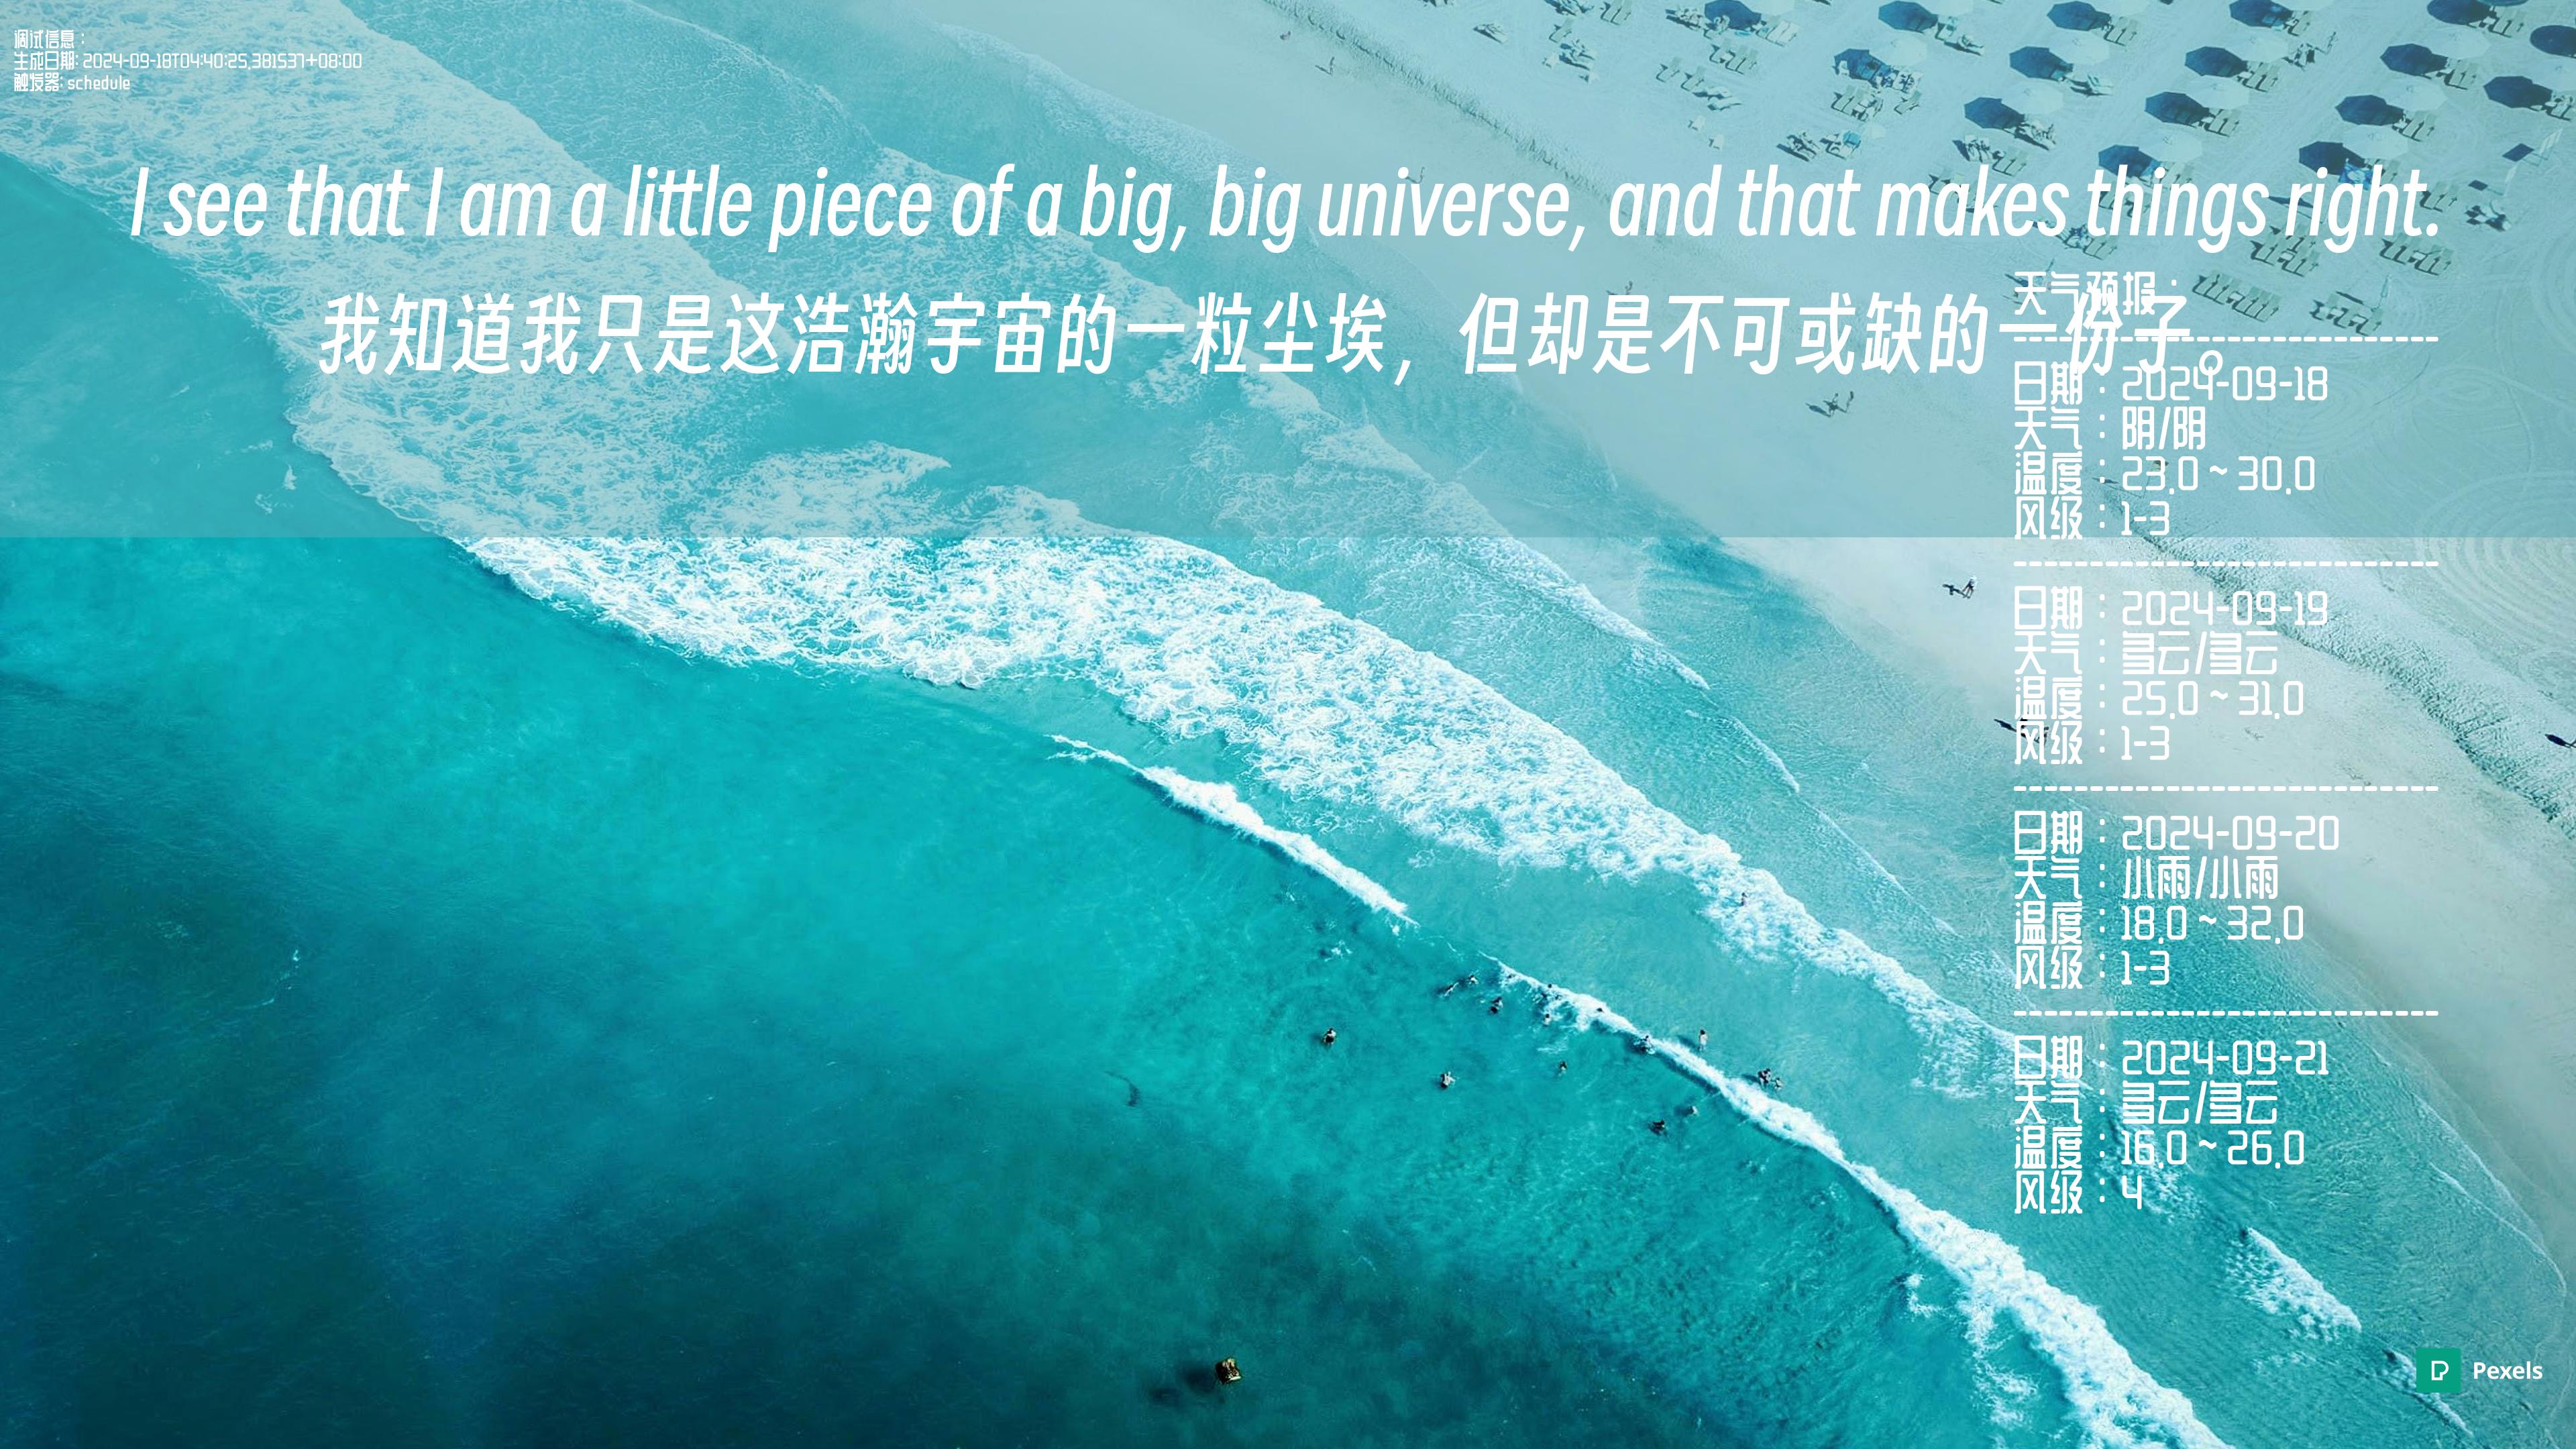 调试信息：
生成日期: 2024-09-18T04:40:25.381537+08:00
触发器: schedule
I see that I am a little piece of a big, big universe, and that makes things right.
我知道我只是这浩瀚宇宙的一粒尘埃，但却是不可或缺的一份子。
天气预报：
------------------------------
日期：2024-09-18
天气：阴/阴
温度：23.0 ~ 30.0
风级：1-3
------------------------------
日期：2024-09-19
天气：多云/多云
温度：25.0 ~ 31.0
风级：1-3
------------------------------
日期：2024-09-20
天气：小雨/小雨
温度：18.0 ~ 32.0
风级：1-3
------------------------------
日期：2024-09-21
天气：多云/多云
温度：16.0 ~ 26.0
风级：4
Pexels